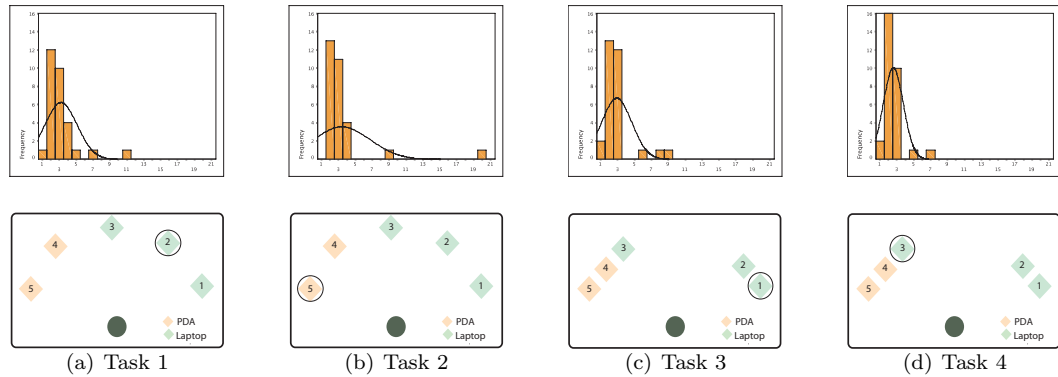 16 16 16 16
14 14 14 14
12 12 12 12
10 10 10 10
8 8 8 8
6 6 6 6
4 4 4 4
2 2 2 2
0 0 0 0
Frequency Frequency Frequency Frequency
1 5 9 13 17 21 1 5 9 13 17 21 1 5 9 13 17 21 1 5 9 13 17 21
3 7 11 15 19 3 7 11 15 19 3 7 11 15 19 3 7 11 15 19
3 4 2 5 1
PDA
Laptop
3 4 2 5 1
PDA
Laptop
3 4 2 5 1
PDA
Laptop
3 4 2 5 1
PDA
Laptop
(a) Task 1 (b) Task 2 (c) Task 3 (d) Task 4